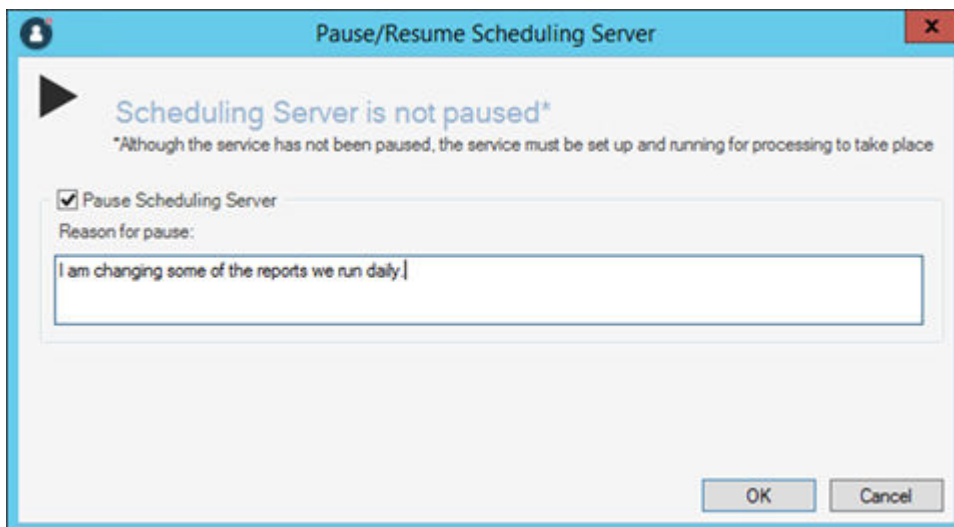 Pause/Resume Scheduling Server
x
Scheduling Server is not paused*
*Although the service has not been paused, the service must be set up and running for processing to take place
Pause Scheduling Server
Reason for pause:
I am changing some of the reports we run daily.
OK
Cancel